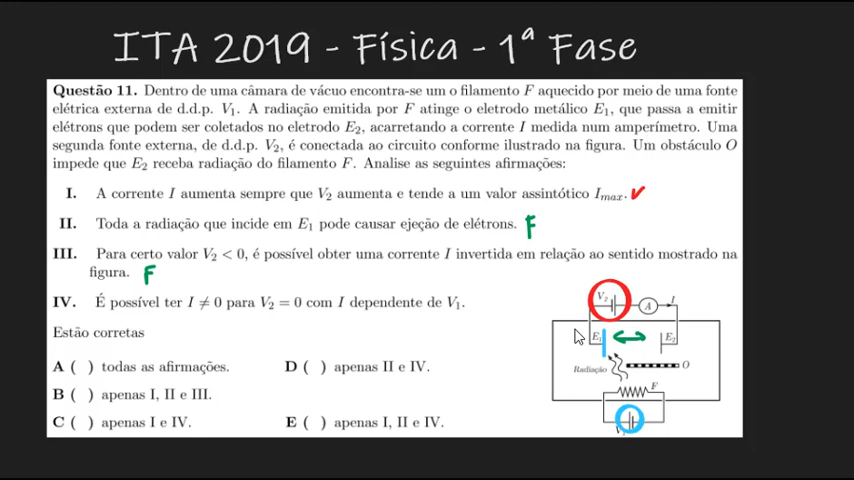 ITA 2019 - Física - 1ª Fase
Questão 11. Dentro de uma câmara de vácuo encontra-se um o filamento F aquecido por meio de uma fonte
elétrica externa de d.d.p. V₁. A radiação emitida por F atinge o eletrodo metálico E₁, que passa a emitir
elétrons que podem ser coletados no eletrodo E₂, acarretando a corrente I medida num amperímetro. Uma
segunda fonte externa, de d.d.p. V₂, é conectada ao circuito conforme ilustrado na figura. Um obstáculo O
impede que E₂ receba radiação do filamento F. Analise as seguintes afirmações:
I. A corrente I aumenta sempre que V₂ aumenta e tende a um valor assintótico Iₘₐₓ.
II. Toda a radiação que incide em E₁ pode causar ejeção de elétrons. F
III. Para certo valor V₂ < 0, é possível obter uma corrente I invertida em relação ao sentido mostrado na
figura. F
IV. É possível ter I ≠ 0 para V₂ = 0 com I dependente de V₁.
Estão corretas
A ( ) todas as afirmações.
B ( ) apenas I, II e III.
C ( ) apenas I e IV.
D ( ) apenas II e IV.
E ( ) apenas I, II e IV.
V₂
A
I
E₁
E₂
Radiação
O
F